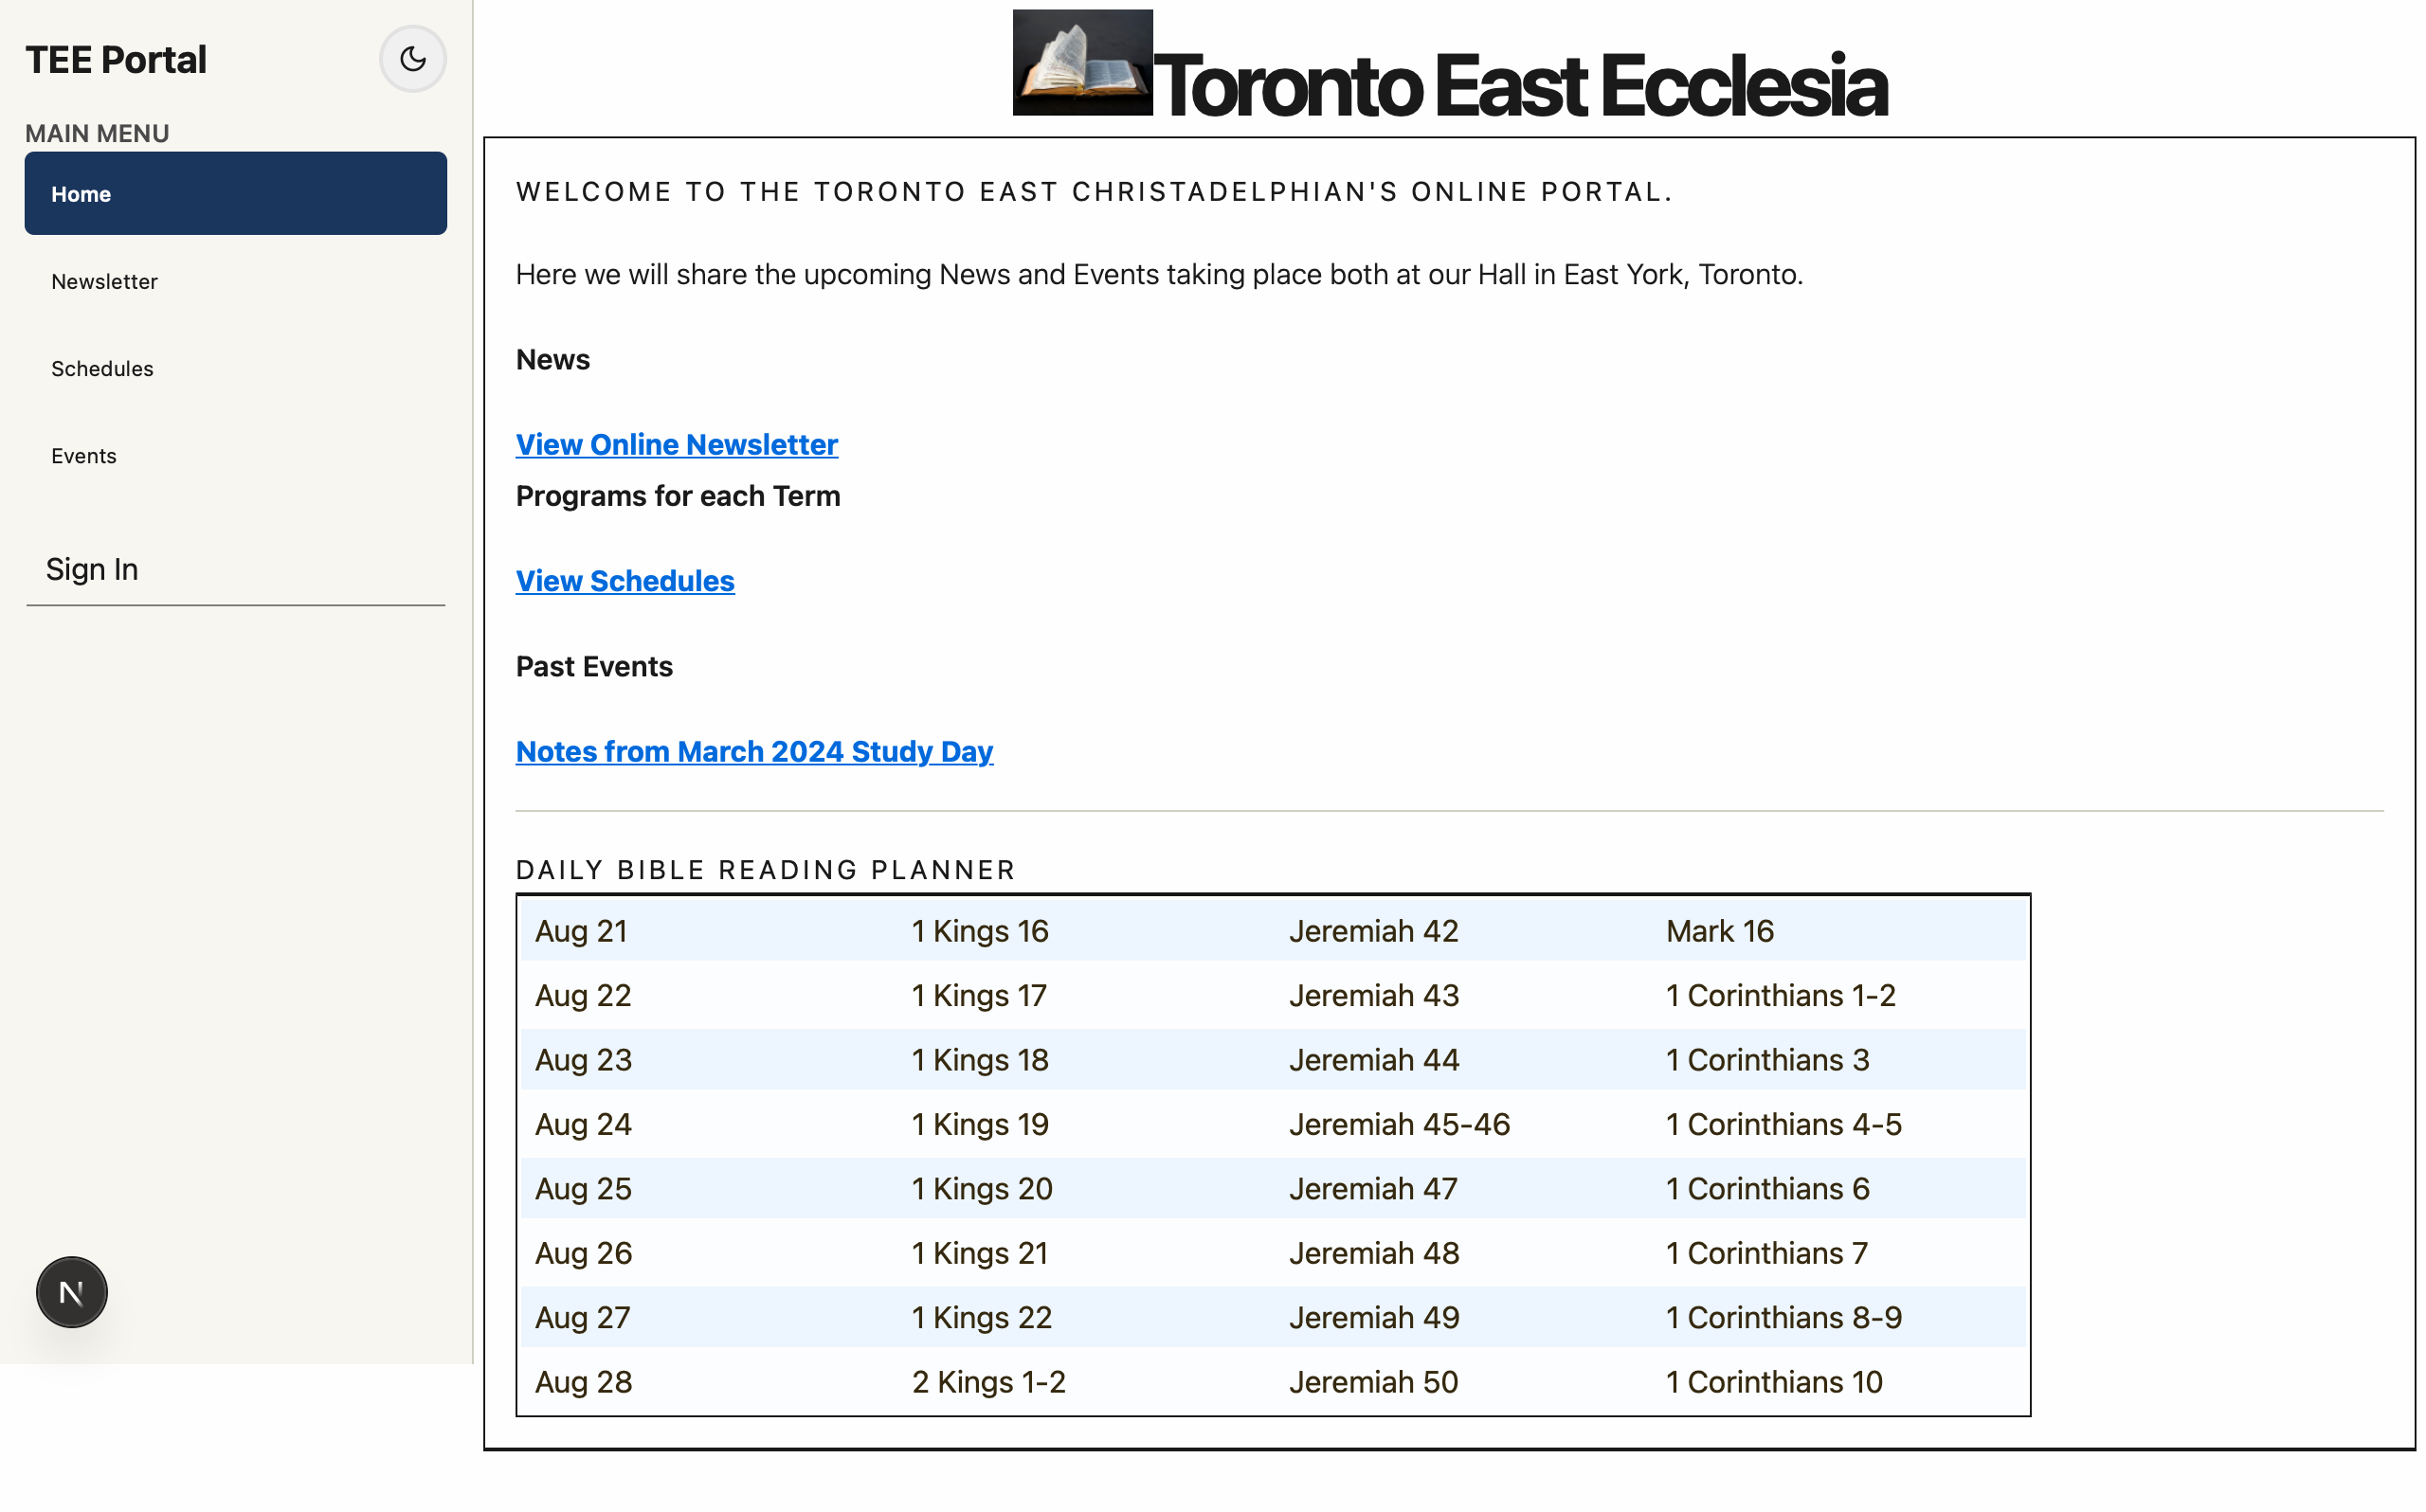 TEE Portal
MAIN MENU
Home
Newsletter
Schedules
Events
Sign In
N
Toronto East Ecclesia
WELCOME TO THE TORONTO EAST CHRISTADELPHIAN'S ONLINE PORTAL.
Here we will share the upcoming News and Events taking place both at our Hall in East York, Toronto.
News
View Online Newsletter
Programs for each Term
View Schedules
Past Events
Notes from March 2024 Study Day
DAILY BIBLE READING PLANNER
Aug 21 1 Kings 16 Jeremiah 42 Mark 16
Aug 22 1 Kings 17 Jeremiah 43 1 Corinthians 1-2
Aug 23 1 Kings 18 Jeremiah 44 1 Corinthians 3
Aug 24 1 Kings 19 Jeremiah 45-46 1 Corinthians 4-5
Aug 25 1 Kings 20 Jeremiah 47 1 Corinthians 6
Aug 26 1 Kings 21 Jeremiah 48 1 Corinthians 7
Aug 27 1 Kings 22 Jeremiah 49 1 Corinthians 8-9
Aug 28 2 Kings 1-2 Jeremiah 50 1 Corinthians 10